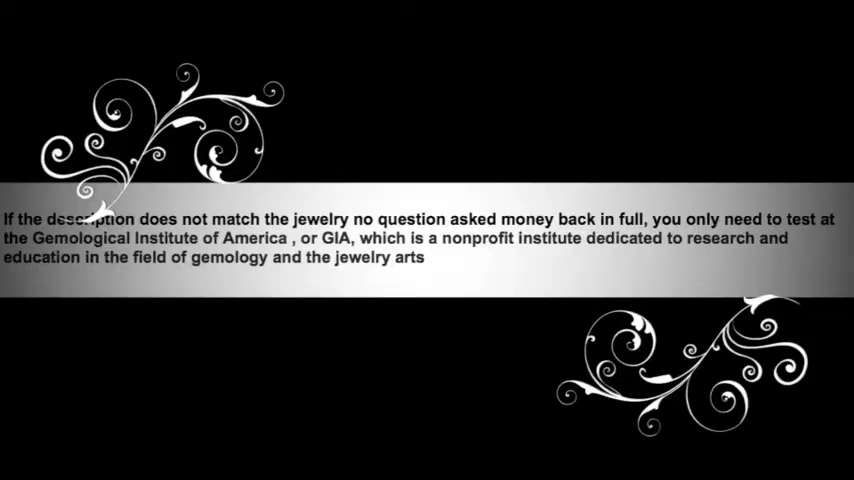 If the description does not match the jewelry no question asked money back in full, you only need to test at
the Gemological Institute of America , or GIA, which is a nonprofit institute dedicated to research and
education in the field of gemology and the jewelry arts